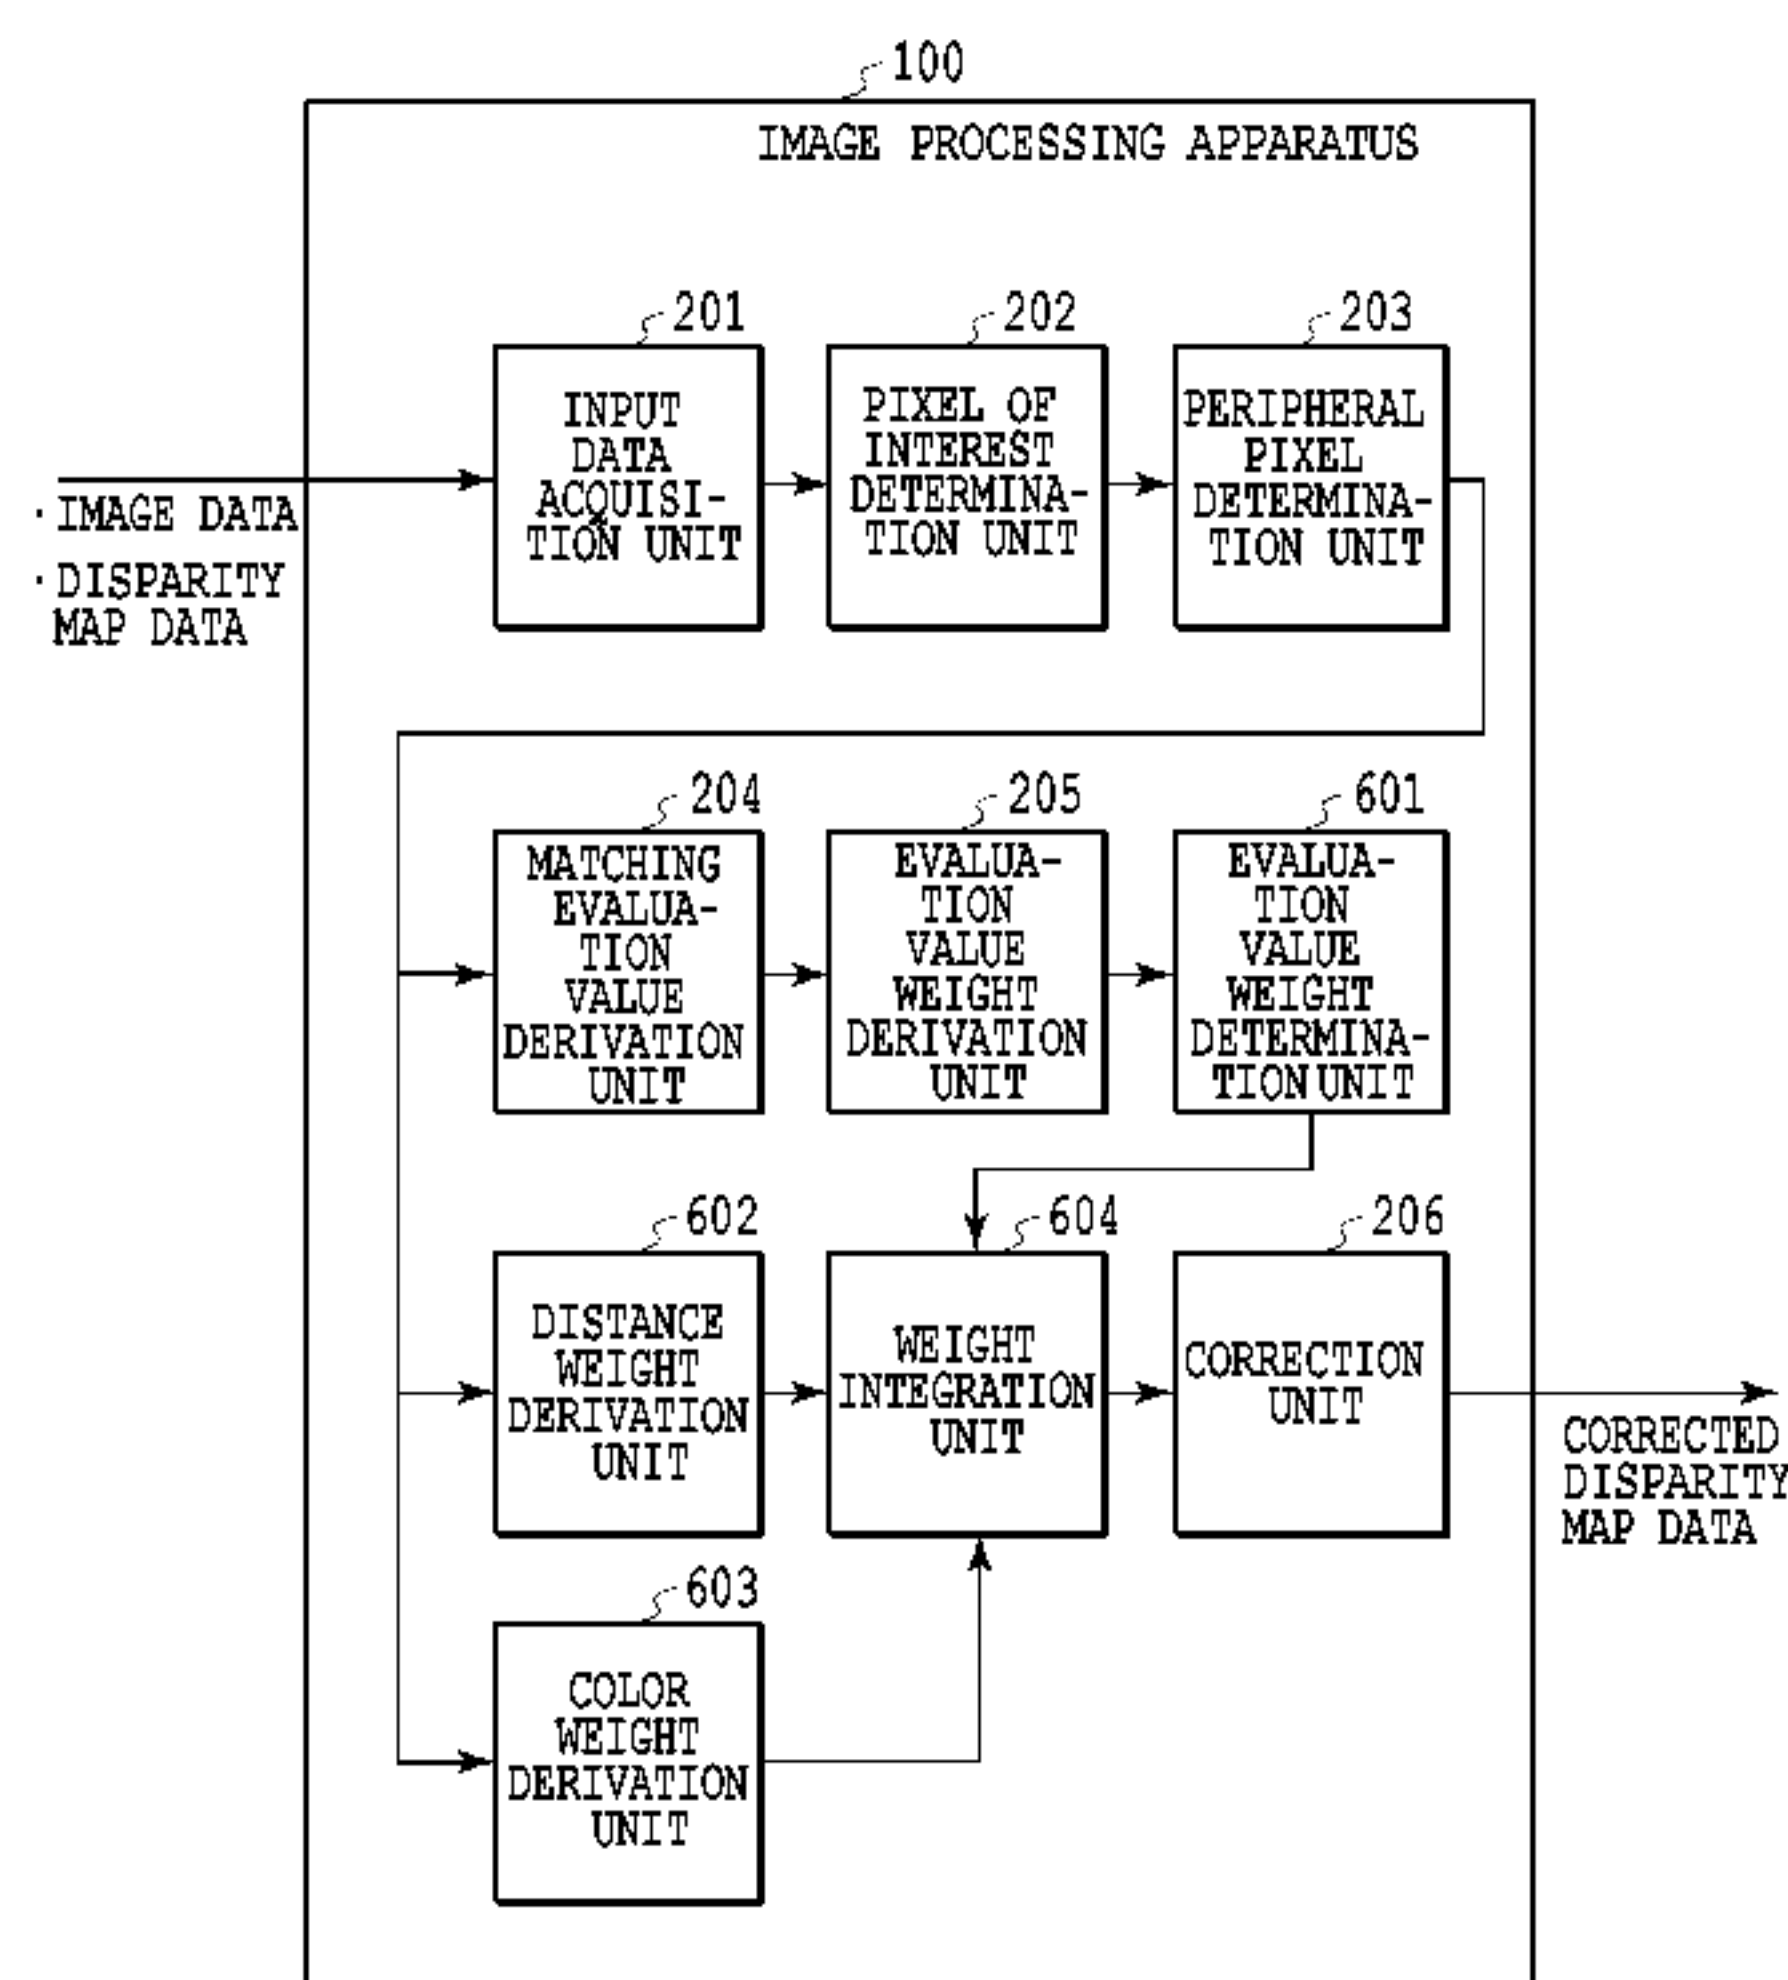 100
IMAGE PROCESSING APPARATUS
201
202
203
INPUT
DATA
ACQUISI-
TION UNIT
PIXEL OF
INTEREST
DETERMINA-
TION UNIT
PERIPHERAL
PIXEL
DETERMINA-
TION UNIT
· IMAGE DATA
· DISPARITY
MAP DATA
204
205
601
MATCHING
EVALUA-
TION
VALUE
DERIVATION
UNIT
EVALUA-
TION
VALUE
WEIGHT
DERIVATION
UNIT
EVALUA-
TION
VALUE
WEIGHT
DETERMINA-
TION UNIT
602
604
206
DISTANCE
WEIGHT
DERIVATION
UNIT
WEIGHT
INTEGRATION
UNIT
CORRECTION
UNIT
CORRECTED
DISPARITY
MAP DATA
603
COLOR
WEIGHT
DERIVATION
UNIT